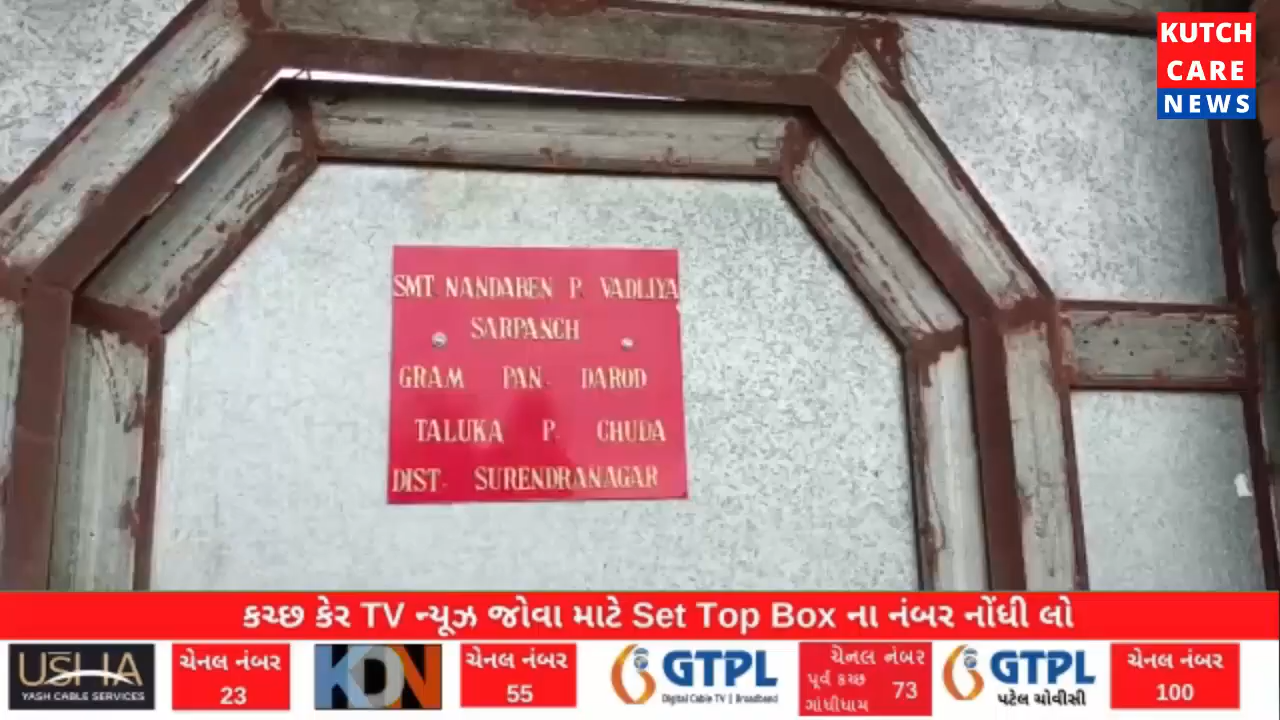 KUTCH
CARE
NEWS
SMT. NANDABEN P. VADLIYA
SARPANCH
GRAM PAN. DAROD
TALUKA P. CHUDA
DIST. SURENDRANAGAR
કચ્છ કેર TV ન્યૂઝ જોવા માટે Set Top Box ના નંબર નોંધી લો
USHA
YASH CABLE SERVICES
ચેનલ નંબર
23
KDN
ચેનલ નંબર
55
GTPL
Digital Cable TV | Broadband
ચેનલ નંબર
પૂર્વ કચ્છ
ગાંધીધામ
73
GTPL
પટેલ ચોવીસી
ચેનલ નંબર
100